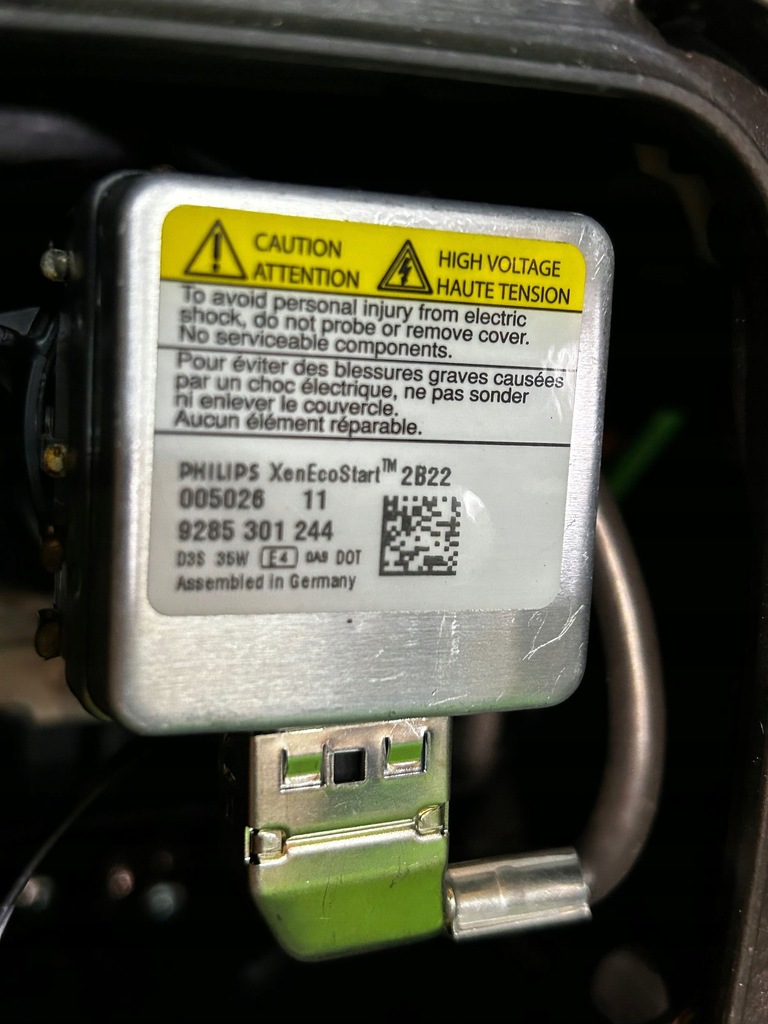 CAUTION
ATTENTION
HIGH VOLTAGE
HAUTE TENSION
To avoid personal injury from electric
shock, do not probe or remove cover.
No serviceable components.
Pour éviter des blessures graves causées
par un choc électrique, ne pas sonder
ni enlever le couvercle.
Aucun élément réparable.
PHILIPS XenEcoStart™ 2B22
005026 11
9285 301 244
D3S 35W E4 DOT
Assembled in Germany